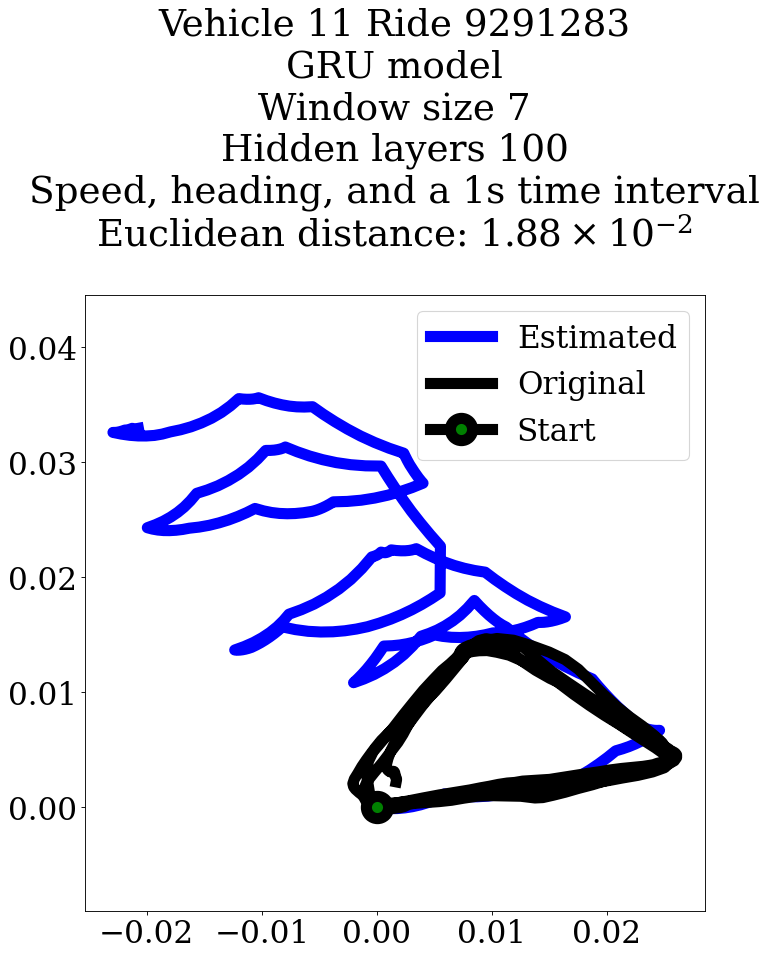 Vehicle 11 Ride 9291283
GRU model
Window size 7
Hidden layers 100
Speed, heading, and a 1s time interval
Euclidean distance: 1.88 × 10⁻²
Estimated
Original
Start
0.04
0.03
0.02
0.01
0.00
−0.02 −0.01 0.00 0.01 0.02